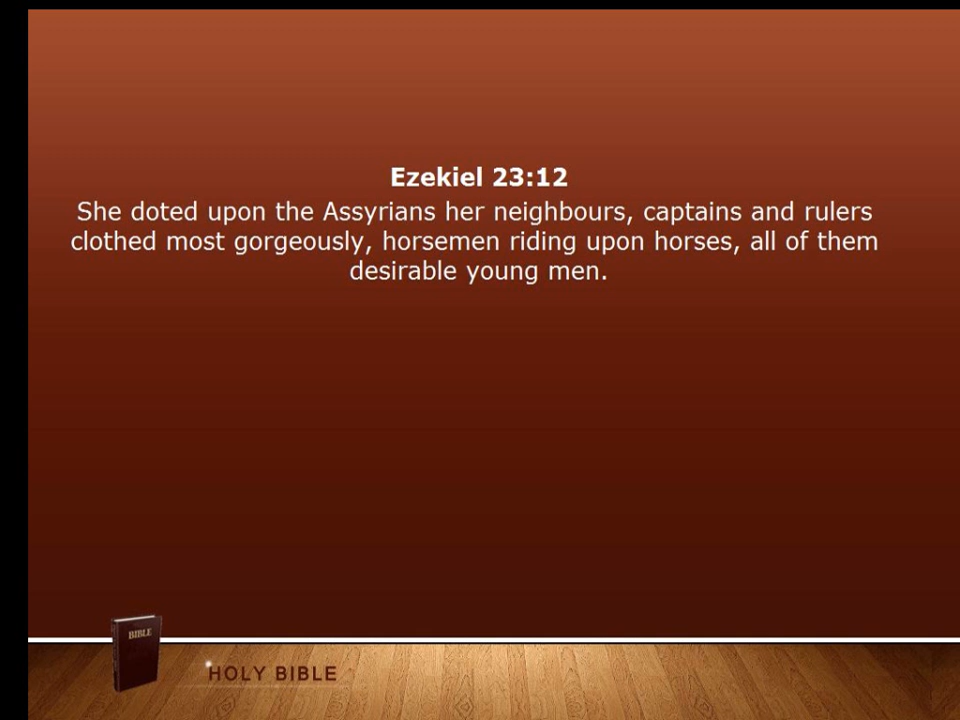 Ezekiel 23:12
She doted upon the Assyrians her neighbours, captains and rulers
clothed most gorgeously, horsemen riding upon horses, all of them
desirable young men.
BIBLE
HOLY BIBLE